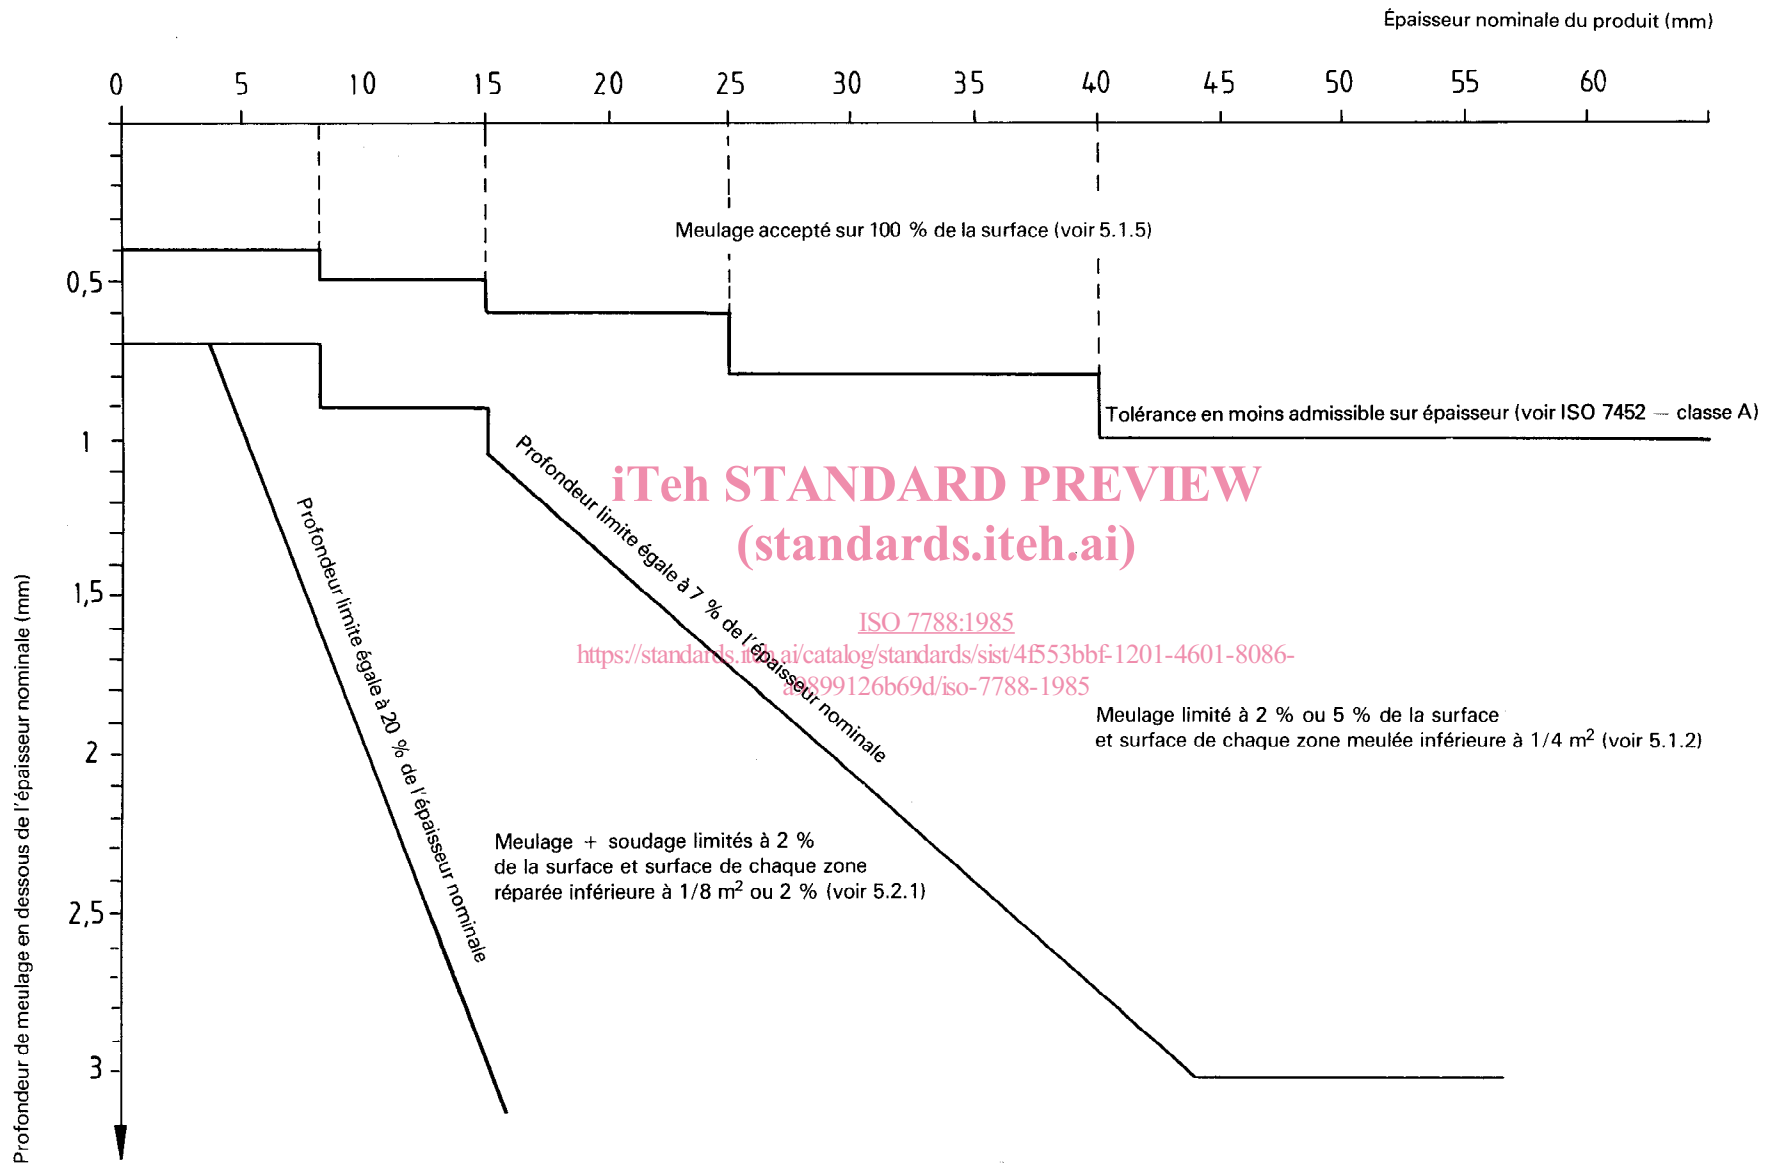 Épaisseur nominale du produit (mm)
0 5 10 15 20 25 30 35 40 45 50 55 60
Meulage accepté sur 100 % de la surface (voir 5.1.5)
0,5
Tolérance en moins admissible sur épaisseur (voir ISO 7452 — classe A)
1
Profondeur limite égale à 7 % de l'épaisseur nominale
iTeh STANDARD PREVIEW
(standards.iteh.ai)
Profondeur limite égale à 20 % de l'épaisseur nominale
1,5
ISO 7788:1985
https://standards.iteh.ai/catalog/standards/sist/4f553bbf-1201-4601-8086-
a9899126b69d/iso-7788-1985
Meulage limité à 2 % ou 5 % de la surface
et surface de chaque zone meulée inférieure à 1/4 m² (voir 5.1.2)
2
Meulage + soudage limités à 2 %
de la surface et surface de chaque zone
réparée inférieure à 1/8 m² ou 2 % (voir 5.2.1)
2,5
3
Profondeur de meulage en dessous de l'épaisseur nominale (mm)